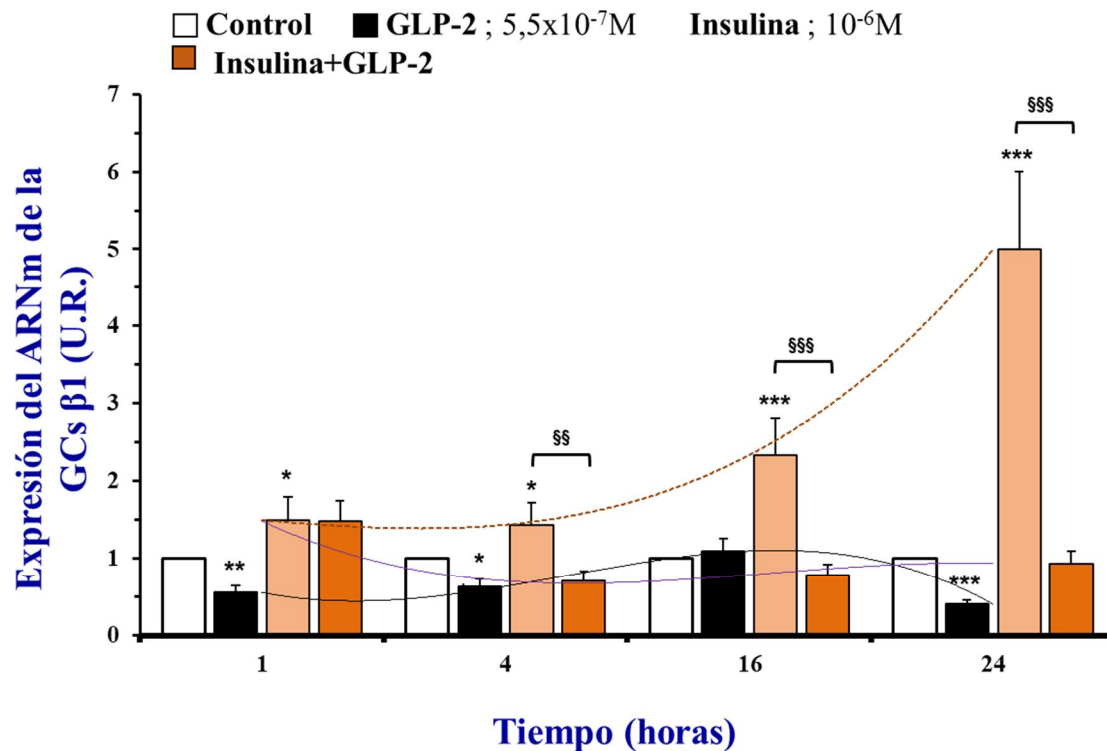 Control GLP-2 ; 5,5x10⁻⁷M Insulina ; 10⁻⁶M
Insulina+GLP-2
Expresión del ARNm de la
GCs β1 (U.R.)
7
6
5
4
3
2
1
0
** * * * §§ *** §§§ *** *** §§§
1 4 16 24
Tiempo (horas)